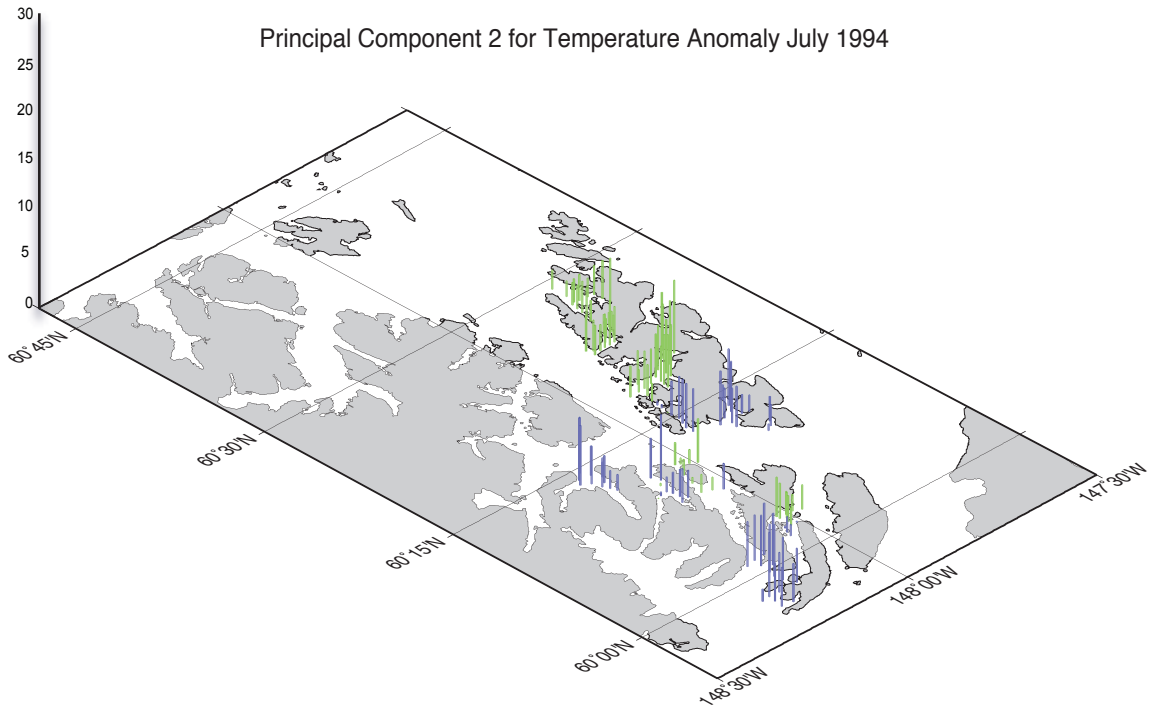 Principal Component 2 for Temperature Anomaly July 1994
30
25
20
15
10
5
0
60˚45'N
60˚30'N
60˚15'N
60˚00'N
148˚30'W
148˚00'W
147˚30'W